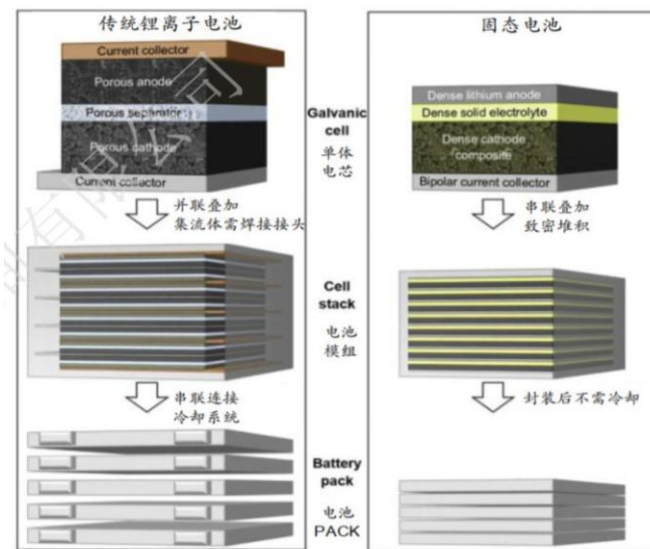 传统锂离子电池
Current collector
Porous anode
Porous separator
Porous cathode
Current collector
并联叠加
集流体需焊接接头
串联连接
冷却系统
Galvanic
cell
单体
电芯
Cell
stack
电池
模组
Battery
pack
电池
PACK
固态电池
Dense lithium anode
Dense solid electrolyte
Dense cathode
composite
Bipolar current collector
串联叠加
致密堆积
封装后不需冷却
有限公司